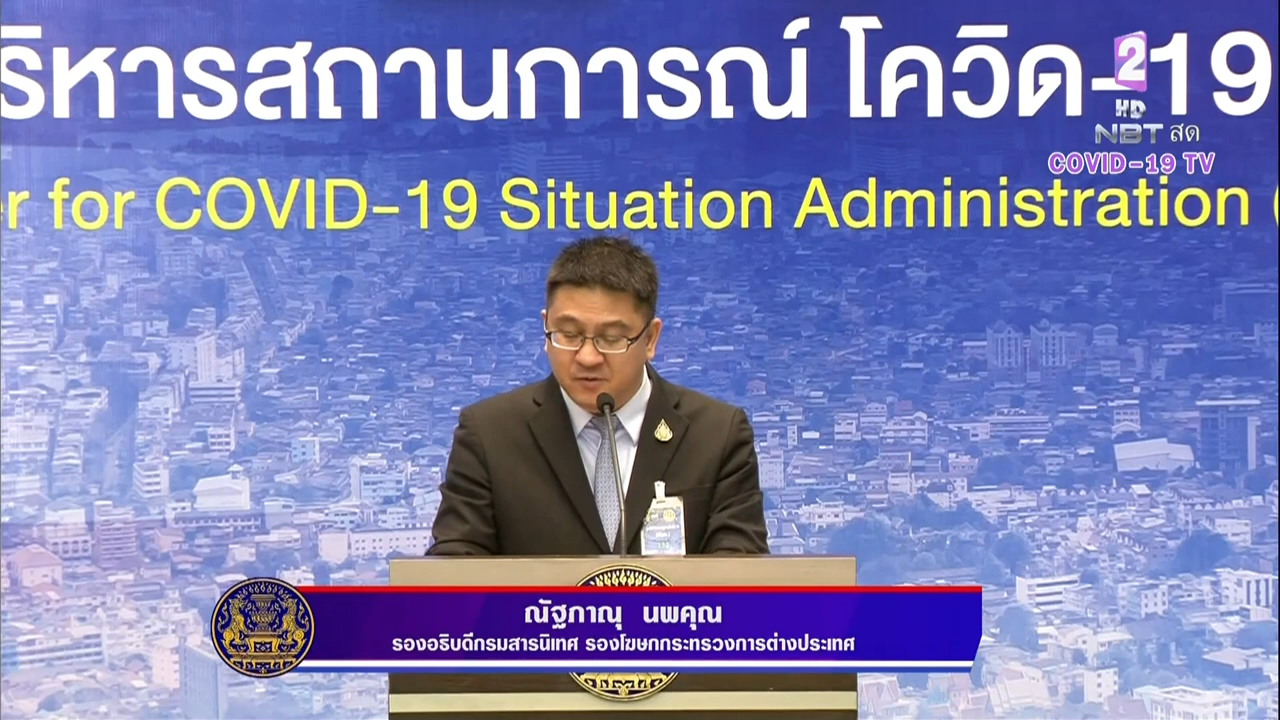 ริหารสถานการณ์ โควิด-19
2
HD
NBT สด
COVID-19 TV
r for COVID-19 Situation Administration (
ณัฐภาณุ นพคุณ
รองอธิบดีกรมสารนิเทศ รองโฆษกกระทรวงการต่างประเทศ